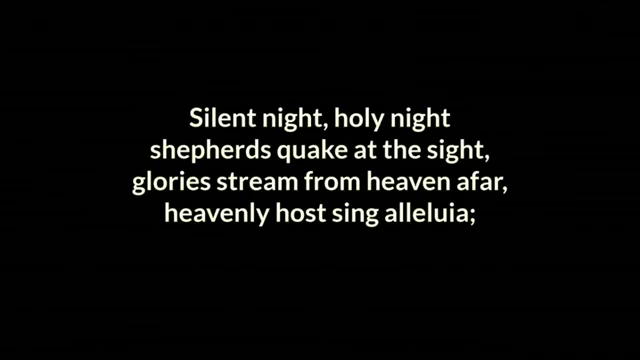 Silent night, holy night
shepherds quake at the sight,
glories stream from heaven afar,
heavenly host sing alleluia;